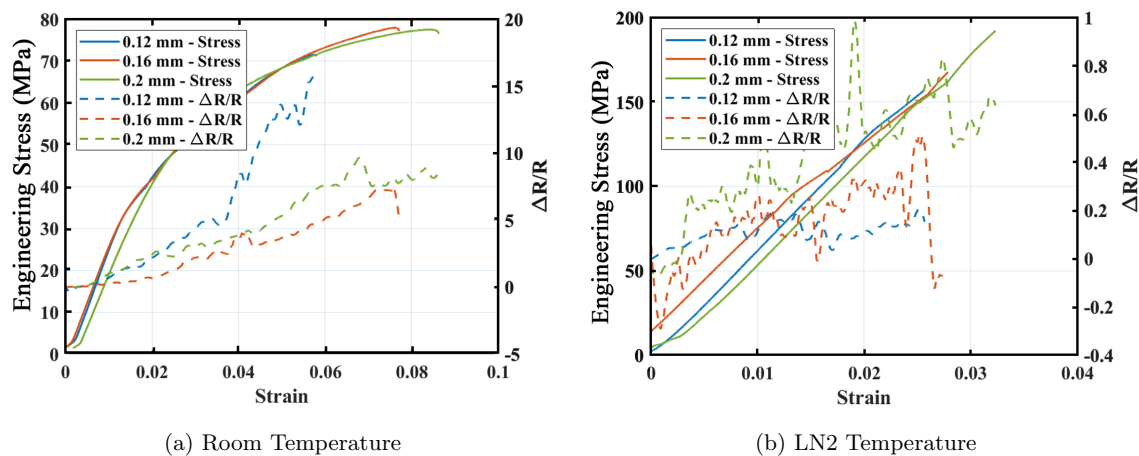 80
70
60
50
40
30
20
10
0
Engineering Stress (MPa)
0.12 mm - Stress
0.16 mm - Stress
0.2 mm - Stress
0.12 mm - ΔR/R
0.16 mm - ΔR/R
0.2 mm - ΔR/R
20
15
10
5
0
-5
ΔR/R
0 0.02 0.04 0.06 0.08 0.1
Strain
(a) Room Temperature
200
150
100
50
0
Engineering Stress (MPa)
0.12 mm - Stress
0.16 mm - Stress
0.2 mm - Stress
0.12 mm - ΔR/R
0.16 mm - ΔR/R
0.2 mm - ΔR/R
1
0.8
0.6
0.4
0.2
0
-0.2
-0.4
ΔR/R
0 0.01 0.02 0.03 0.04
Strain
(b) LN2 Temperature